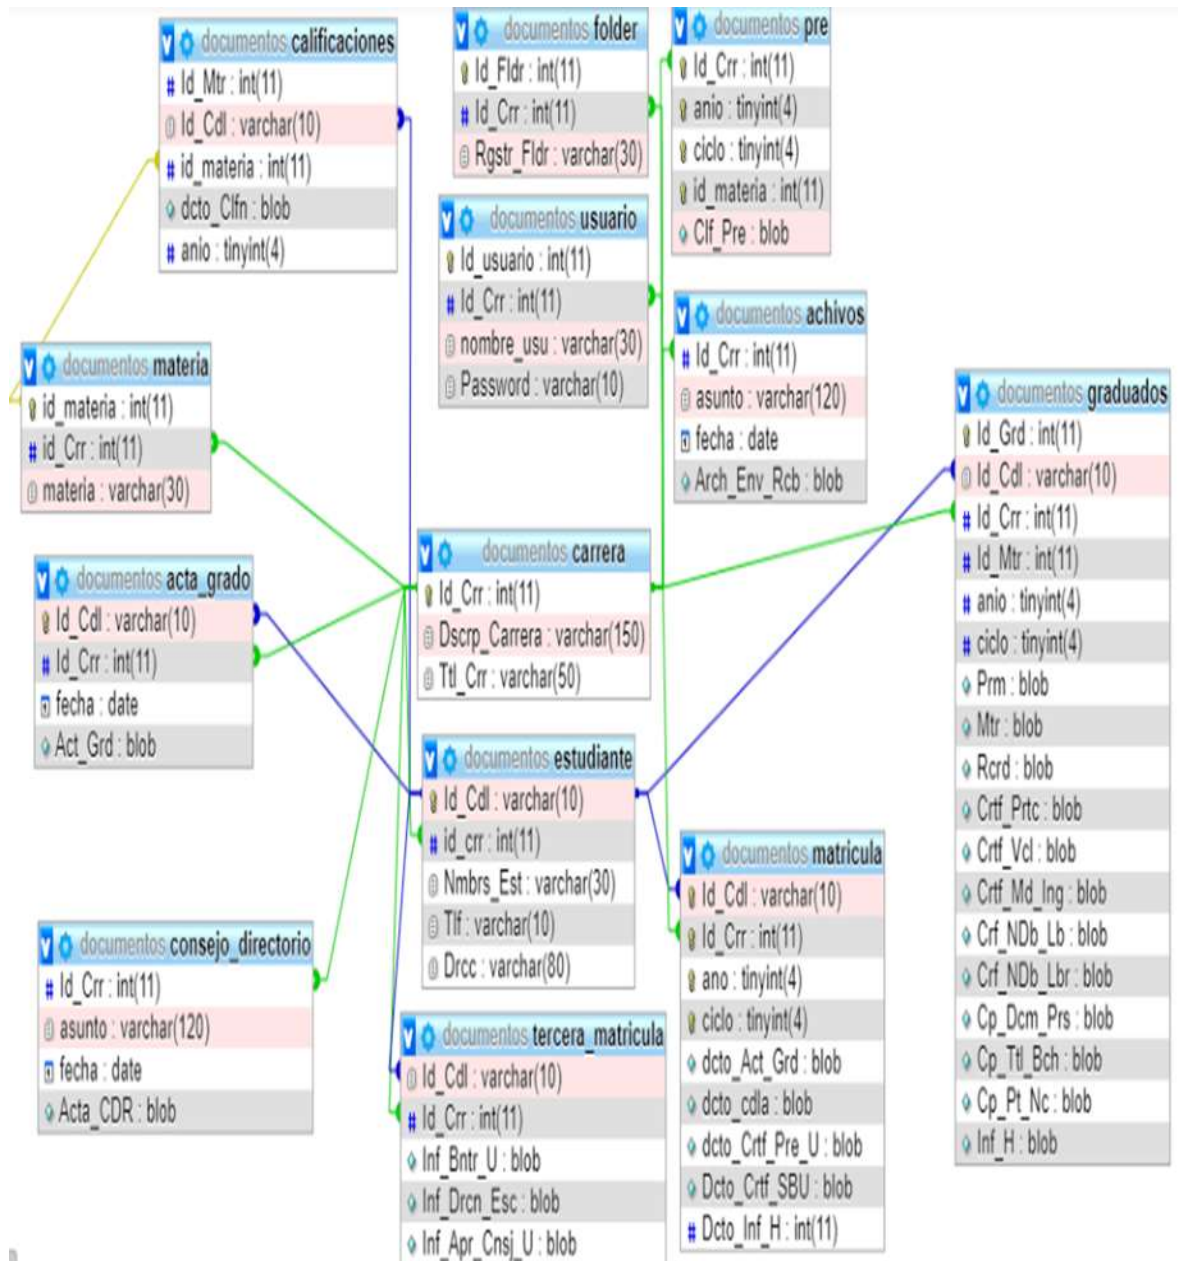 documentos calificaciones
Id_Mtr : int(11)
Id_Cdl : varchar(10)
id_materia : int(11)
dcto_Clfn : blob
anio : tinyint(4)
documentos folder
Id_Fldr : int(11)
Id_Crr : int(11)
Rgstr_Fldr : varchar(30)
documentos pre
Id_Crr : int(11)
anio : tinyint(4)
ciclo : tinyint(4)
id_materia : int(11)
Clf_Pre : blob
documentos usuario
Id_usuario : int(11)
Id_Crr : int(11)
nombre_usu : varchar(30)
Password : varchar(10)
documentos achivos
Id_Crr : int(11)
asunto : varchar(120)
fecha : date
Arch_Env_Rcb : blob
documentos materia
id_materia : int(11)
id_Crr : int(11)
materia : varchar(30)
documentos graduados
Id_Grd : int(11)
Id_Cdl : varchar(10)
Id_Crr : int(11)
Id_Mtr : int(11)
anio : tinyint(4)
ciclo : tinyint(4)
Prm : blob
Mtr : blob
Rcrd : blob
Crtf_Prtc : blob
Crtf_Vcl : blob
Crtf_Md_Ing : blob
Crf_NDb_Lb : blob
Crf_NDb_Lbr : blob
Cp_Dcm_Prs : blob
Cp_Ttl_Bch : blob
Cp_Pt_Nc : blob
Inf_H : blob
documentos carrera
Id_Crr : int(11)
Dscrp_Carrera : varchar(150)
Ttl_Crr : varchar(50)
documentos acta_grado
Id_Cdl : varchar(10)
Id_Crr : int(11)
fecha : date
Act_Grd : blob
documentos estudiante
Id_Cdl : varchar(10)
id_crr : int(11)
Nmbrs_Est : varchar(30)
Tlf : varchar(10)
Drcc : varchar(80)
documentos matricula
Id_Cdl : varchar(10)
Id_Crr : int(11)
ano : tinyint(4)
ciclo : tinyint(4)
dcto_Act_Grd : blob
dcto_cdla : blob
dcto_Crtf_Pre_U : blob
Dcto_Crtf_SBU : blob
Dcto_Inf_H : int(11)
documentos consejo_directorio
Id_Crr : int(11)
asunto : varchar(120)
fecha : date
Acta_CDR : blob
documentos tercera_matricula
Id_Cdl : varchar(10)
Id_Crr : int(11)
Inf_Bntr_U : blob
Inf_Drcn_Esc : blob
Inf_Apr_Cnsj_U : blob